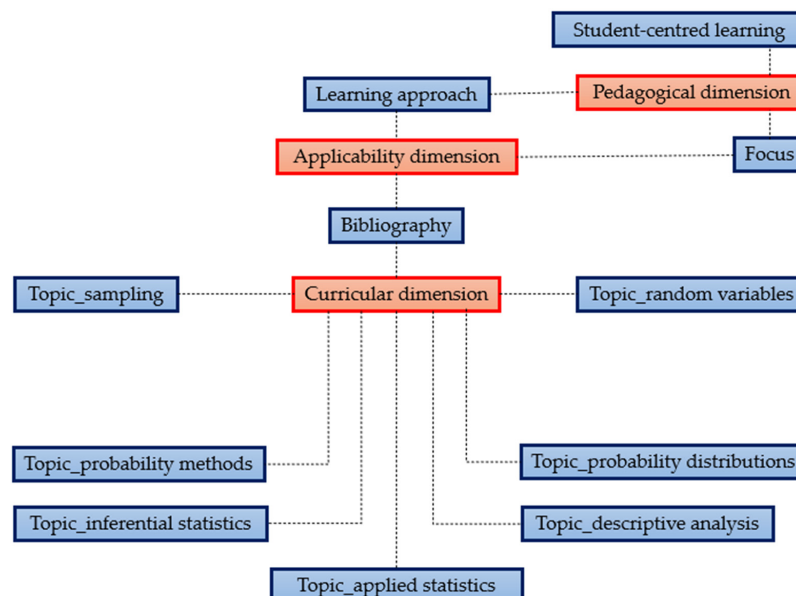 Student-centred learning
Learning approach
Pedagogical dimension
Applicability dimension
Focus
Bibliography
Topic_sampling
Curricular dimension
Topic_random variables
Topic_probability methods
Topic_probability distributions
Topic_inferential statistics
Topic_descriptive analysis
Topic_applied statistics